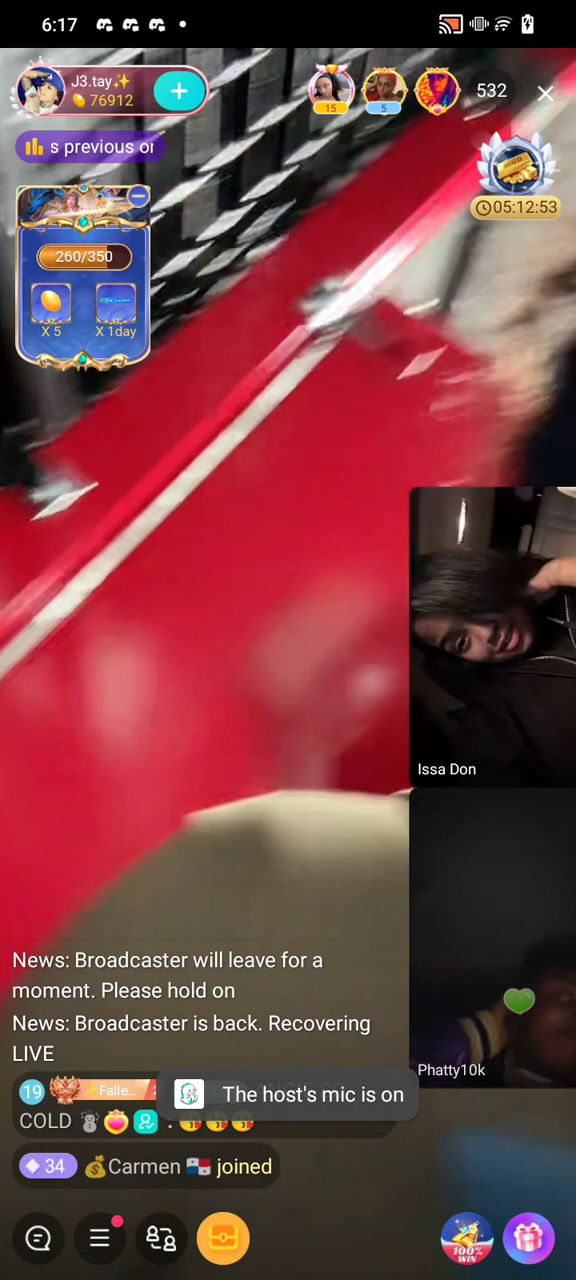 6:17
J3.tay✨
76912
15
5
532
s previous or
05:12:53
260/350
X 5
X 1day
Issa Don
News: Broadcaster will leave for a
moment. Please hold on
News: Broadcaster is back. Recovering
LIVE
Phatty10k
19
Falle...
The host's mic is on
COLD ☃️
34
💰Carmen 🇵🇦 joined
100%
WIN